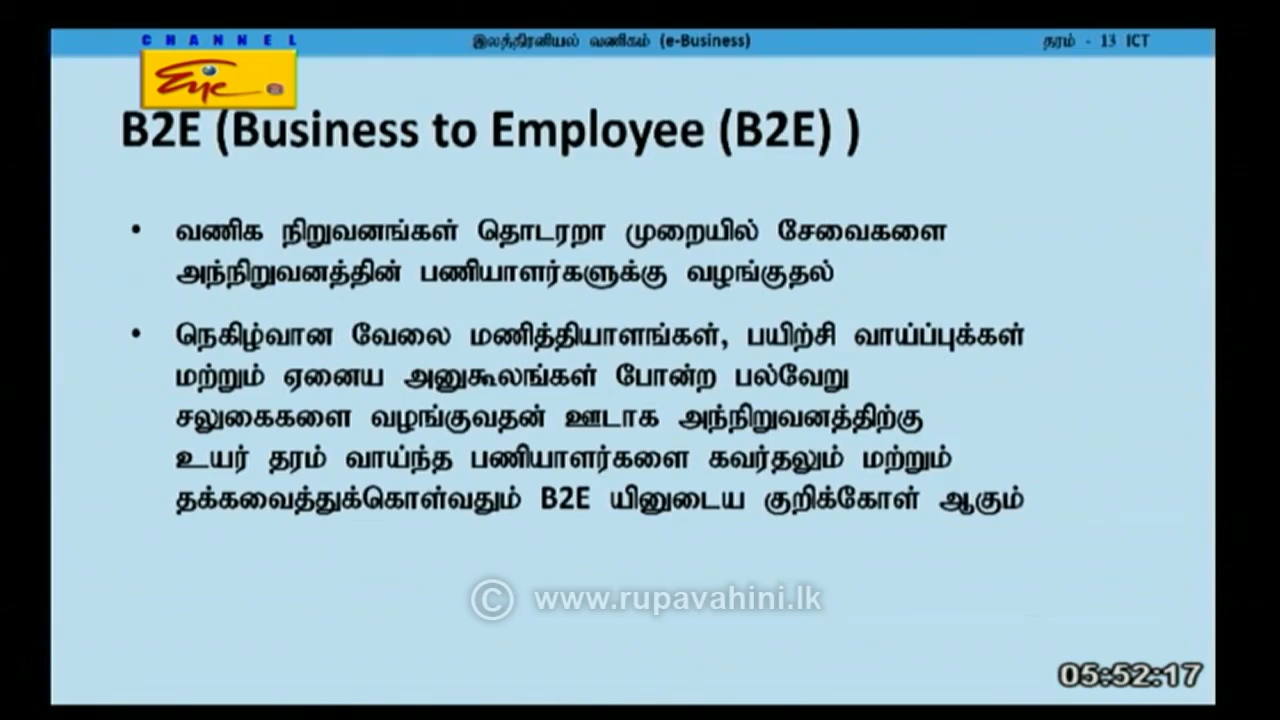 CHANNEL
Eye
இலத்திரனியல் வணிகம் (e-Business)
தரம் - 13 ICT
B2E (Business to Employee (B2E) )
• வணிக நிறுவனங்கள் தொடரறா முறையில் சேவைகளை
அந்நிறுவனத்தின் பணியாளர்களுக்கு வழங்குதல்
• நெகிழ்வான வேலை மணித்தியாளங்கள், பயிற்சி வாய்ப்புக்கள்
மற்றும் ஏனைய அனுகூலங்கள் போன்ற பல்வேறு
சலுகைகளை வழங்குவதன் ஊடாக அந்நிறுவனத்திற்கு
உயர் தரம் வாய்ந்த பணியாளர்களை கவர்தலும் மற்றும்
தக்கவைத்துக்கொள்வதும் B2E யினுடைய குறிக்கோள் ஆகும்
© www.rupavahini.lk
05:52:17